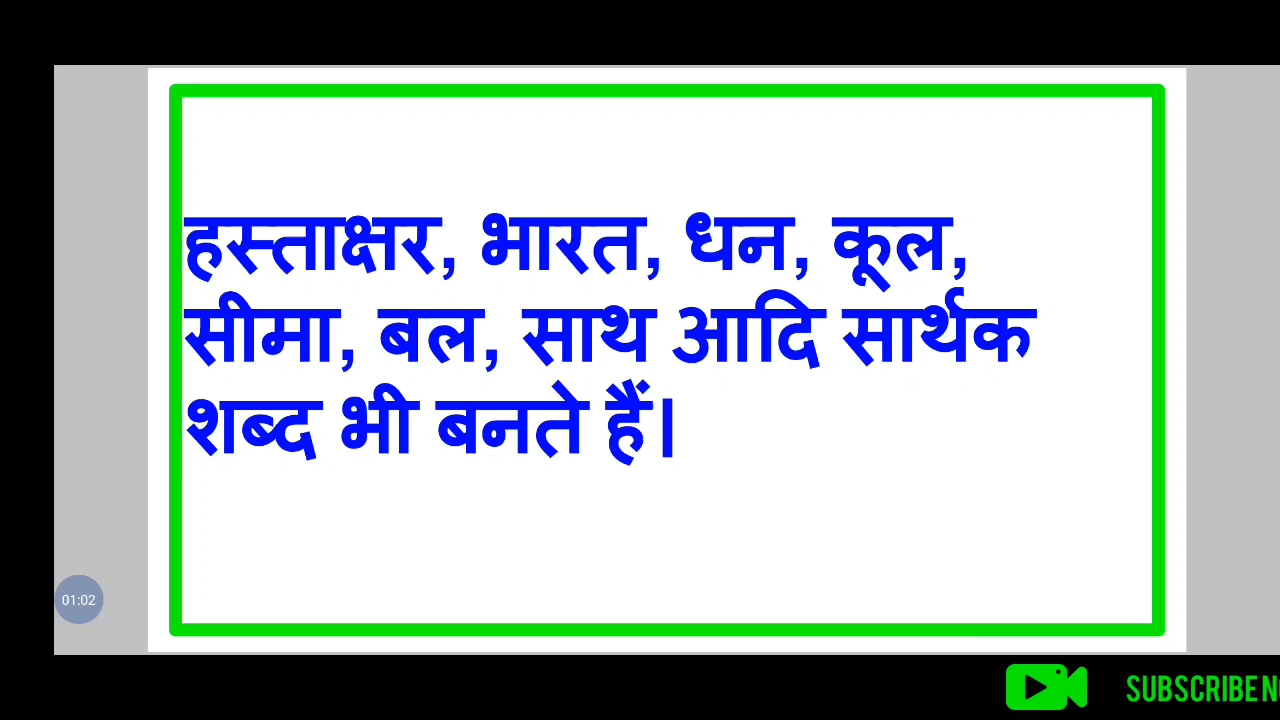 हस्ताक्षर, भारत, धन, कूल,
सीमा, बल, साथ आदि सार्थक
शब्द भी बनते हैं।
01:02
SUBSCRIBE